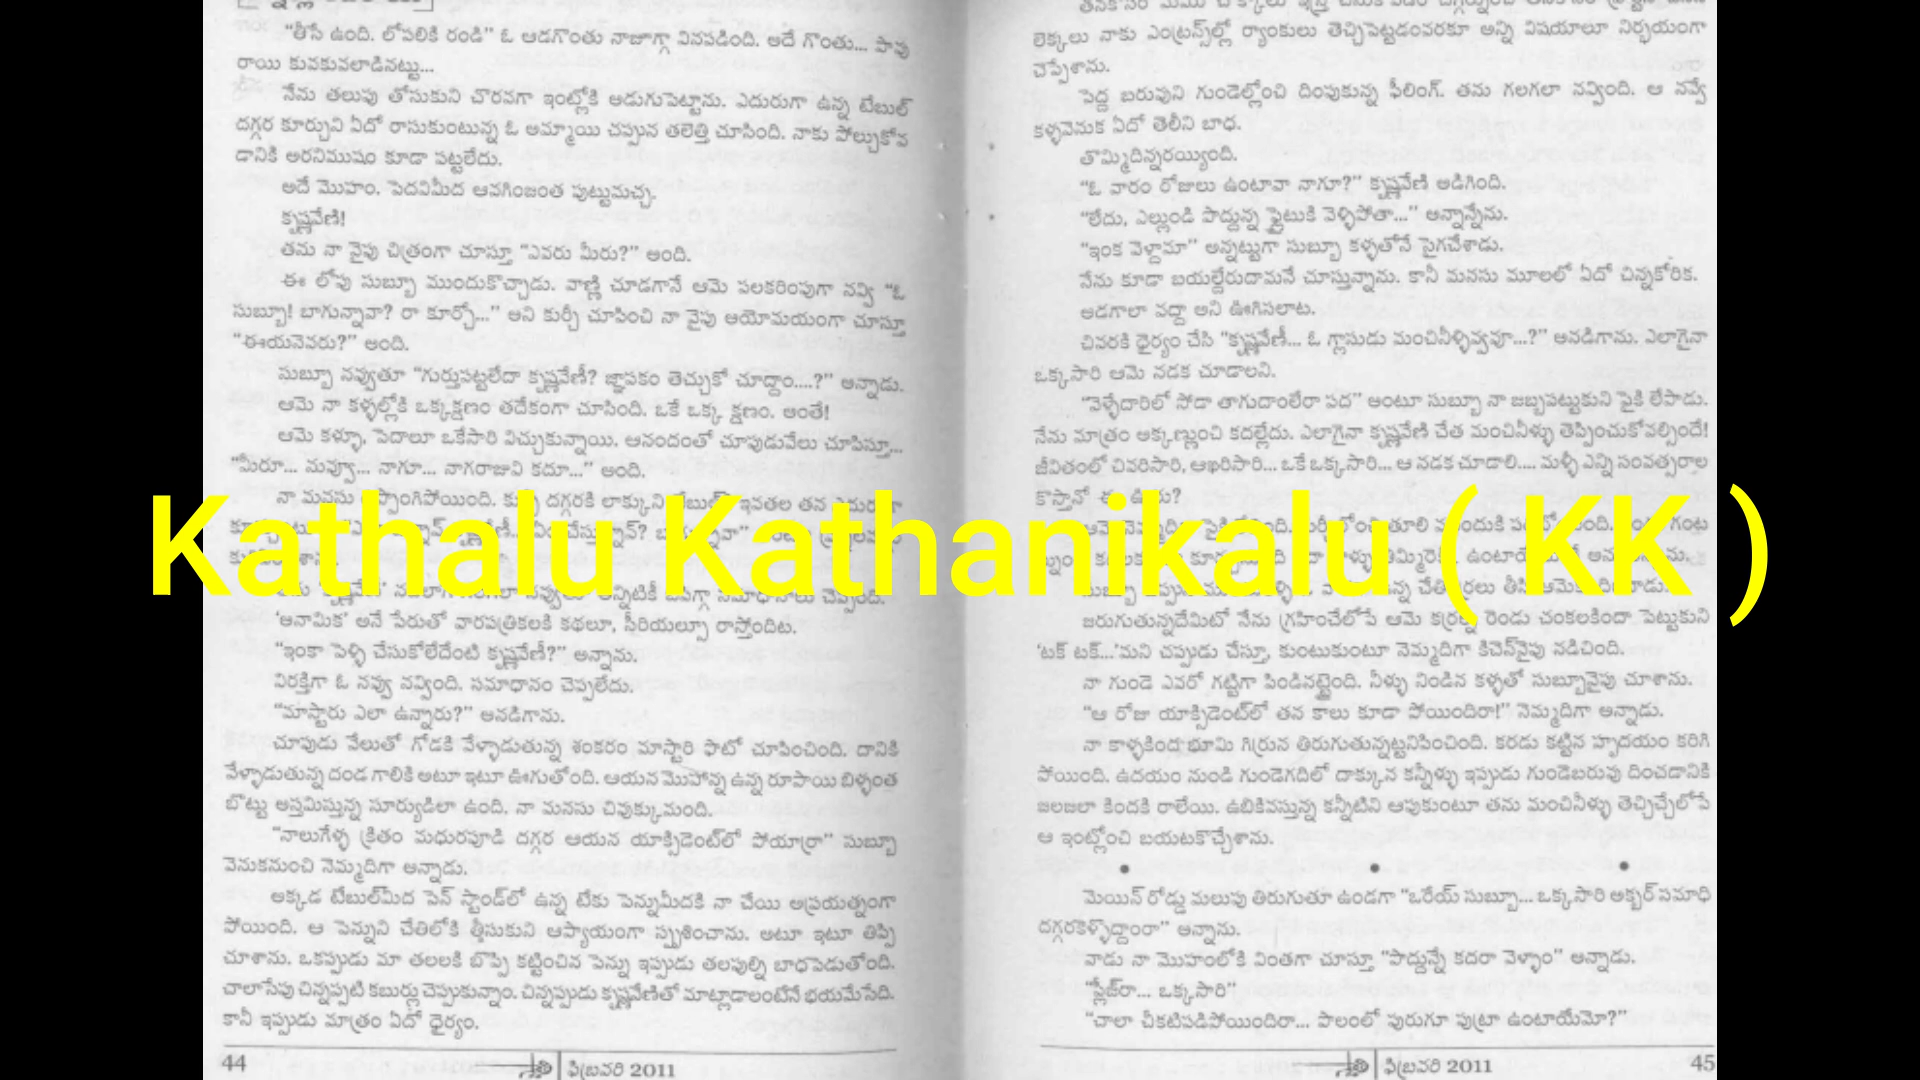 “తీసే ఉంది. లోపలికి రండి” ఓ ఆడగొంతు నాజూగ్గా వినపడింది. అదే గొంతు... పావు
రాయి కువకువలాడినట్టు...
నేను తలుపు తోసుకుని చొరవగా ఇంట్లోకి అడుగుపెట్టాను. ఎదురుగా ఉన్న టేబుల్
దగ్గర కూర్చుని ఏదో రాసుకుంటున్న ఓ అమ్మాయి చప్పున తలెత్తి చూసింది. నాకు పోల్చుకోవ
డానికి అరనిముషం కూడా పట్టలేదు.
అదే మొహం. పెదవిమీద ఆవగింజంత పుట్టుమచ్చ.
కృష్ణవేణి!
తను నా వైపు చిత్రంగా చూస్తూ “ఎవరు మీరు?” అంది.
ఈ లోపు సుబ్బూ ముందుకొచ్చాడు. వాణ్ణి చూడగానే ఆమె పలకరింపుగా నవ్వి “ఓ
సుబ్బూ! బాగున్నావా? రా కూర్చో...” అని కుర్చీ చూపించి నా వైపు ఆయోమయంగా చూస్తూ
“ఈయనెవరు?” అంది.
సుబ్బూ నవ్వుతూ “గుర్తుపట్టలేదా కృష్ణవేణీ? జ్ఞాపకం తెచ్చుకో చూద్దాం....?” అన్నాడు.
ఆమె నా కళ్ళల్లోకి ఒక్కక్షణం తదేకంగా చూసింది. ఒకే ఒక్క క్షణం. అంతే!
ఆమె కళ్ళూ, పెదాలూ ఒకేసారి విచ్చుకున్నాయి. ఆనందంతో చూపుడువేలు చూపిస్తూ...
“మీరూ... నువ్వూ... నాగూ... నాగరాజువి కదూ...” అంది.
నా మనసు దగ్గరకి లాక్కుని ఇవతల తన
Kathalu Kathanikalu ( KK )
‘అనామిక’ అనే పేరుతో వారపత్రికలకి కథలూ, సీరియల్సూ రాస్తోందిట.
“ఇంకా పెళ్ళి చేసుకోలేదేంటి కృష్ణవేణీ?” అన్నాను.
నిరక్తిగా ఓ నవ్వు నవ్వింది. సమాధానం చెప్పలేదు.
“మాస్టారు ఎలా ఉన్నారు?” అనడిగాను.
చూపుడు వేలుతో గోడకి వేళ్ళాడుతున్న శంకరం మాస్టారి ఫొటో చూపించింది. దానికి
వేళ్ళాడుతున్న దండ గాలికి అటూ ఇటూ ఊగుతోంది. ఆయన మొహాన్న ఉన్న రూపాయి బిళ్ళంత
బొట్టు అస్తమిస్తున్న సూర్యుడిలా ఉంది. నా మనసు చివుక్కుమంది.
“నాలుగేళ్ళ క్రితం మధురపూడి దగ్గర ఆయన యాక్సిడెంట్‌లో పోయార్రా” సుబ్బూ
వెనుకనుంచి నెమ్మదిగా అన్నాడు.
అక్కడ టేబుల్‌మీద పెన్ స్టాండ్‌లో ఉన్న టేకు పెన్నుమీదకి నా చేయి అప్రయత్నంగా
పోయింది. ఆ పెన్నుని చేతిలోకి తీసుకుని ఆప్యాయంగా స్పృశించాను. అటూ ఇటూ తిప్పి
చూశాను. ఒకప్పుడు మా తలలకి బొప్పి కట్టించిన పెన్ను ఇప్పుడు తలపుల్ని బాధపెడుతోంది.
చాలాసేపు చిన్నప్పటి కబుర్లు చెప్పుకున్నాం. చిన్నప్పుడు కృష్ణవేణితో మాట్లాడాలంటేనే భయమేసేది.
కానీ ఇప్పుడు మాత్రం ఏదో ధైర్యం.
44
ఫిబ్రవరి 2011
లెక్కలు నాకు ఎంట్రన్స్‌ల్లో ర్యాంకులు తెచ్చిపెట్టడంవరకూ అన్ని విషయాలూ నిర్భయంగా
చెప్పేశాను.
పెద్ద బరువుని గుండెల్లోంచి దింపుకున్న ఫీలింగ్. తను గలగలా నవ్వింది. ఆ నవ్వే
కళ్ళవెనుక ఏదో తెలీని బాధ.
తొమ్మిదిన్నరయ్యింది.
“ఓ వారం రోజులు ఉంటావా నాగూ?” కృష్ణవేణి అడిగింది.
“లేదు, ఎల్లుండి పొద్దున్న ఫ్లైటుకి వెళ్ళిపోతా...” అన్నాన్నేను.
“ఇంక వెళ్దామా” అన్నట్టుగా సుబ్బూ కళ్ళతోనే సైగచేశాడు.
నేను కూడా బయల్దేరుదామనే చూస్తున్నాను. కానీ మనసు మూలలో ఏదో చిన్నకోరిక.
అడగాలా వద్దా అని ఊగిసలాట.
చివరకి ధైర్యం చేసి “కృష్ణవేణీ... ఓ గ్లాసుడు మంచినీళ్ళివ్వవూ...?” అనడిగాను. ఎలాగైనా
ఒక్కసారి ఆమె నడక చూడాలని.
“వెళ్ళేదారిలో సోడా తాగుదాంలేరా పద” అంటూ సుబ్బూ నా జబ్బపట్టుకుని పైకి లేపాడు.
నేను మాత్రం అక్కణ్ణుంచి కదల్లేదు. ఎలాగైనా కృష్ణవేణి చేత మంచినీళ్ళు తెప్పించుకోవల్సిందే!
జీవితంలో చివరిసారి, ఆఖరిసారి... ఒకే ఒక్కసారి... ఆ నడక చూడాలి.... మళ్ళీ ఎన్ని సంవత్సరాల
కొస్తానో ఈ ఊరు?
జరుగుతున్నదేమిటో నేను గ్రహించేలోపే ఆమె కర్రల్ని రెండు చంకలకిందా పెట్టుకుని
‘టక్ టక్...’మని చప్పుడు చేస్తూ, కుంటుకుంటూ నెమ్మదిగా కిచెన్‌వైపు నడిచింది.
నా గుండె ఎవరో గట్టిగా పిండినట్లైంది. నీళ్ళు నిండిన కళ్ళతో సుబ్బూవైపు చూశాను.
“ఆ రోజు యాక్సిడెంట్‌లో తన కాలు కూడా పోయిందిరా!” నెమ్మదిగా అన్నాడు.
నా కాళ్ళకింద భూమి గిర్రున తిరుగుతున్నట్టనిపించింది. కరడు కట్టిన హృదయం కరిగి
పోయింది. ఉదయం నుండి గుండెగదిలో దాక్కున కన్నీళ్ళు ఇప్పుడు గుండెబరువు దించడానికి
జలజలా కిందకి రాలేయి. ఉబికివస్తున్న కన్నీటిని ఆపుకుంటూ తను మంచినీళ్ళు తెచ్చిచ్చేలోపే
ఆ ఇంట్లోంచి బయటకొచ్చేశాను.
• • •
మెయిన్ రోడ్డు మలుపు తిరుగుతూ ఉండగా “ఒరేయ్ సుబ్బూ... ఒక్కసారి అక్బర్ సమాధి
దగ్గరకెళ్ళొద్దాంరా” అన్నాను.
వాడు నా మొహంలోకి వింతగా చూస్తూ “పొద్దున్నే కదరా వెళ్ళాం” అన్నాడు.
“ప్లీజ్‌రా... ఒక్కసారి”
“చాలా చీకటిపడిపోయిందిరా... పొలంలో పురుగూ పుట్రా ఉంటాయేమో?”
ఫిబ్రవరి 2011
45